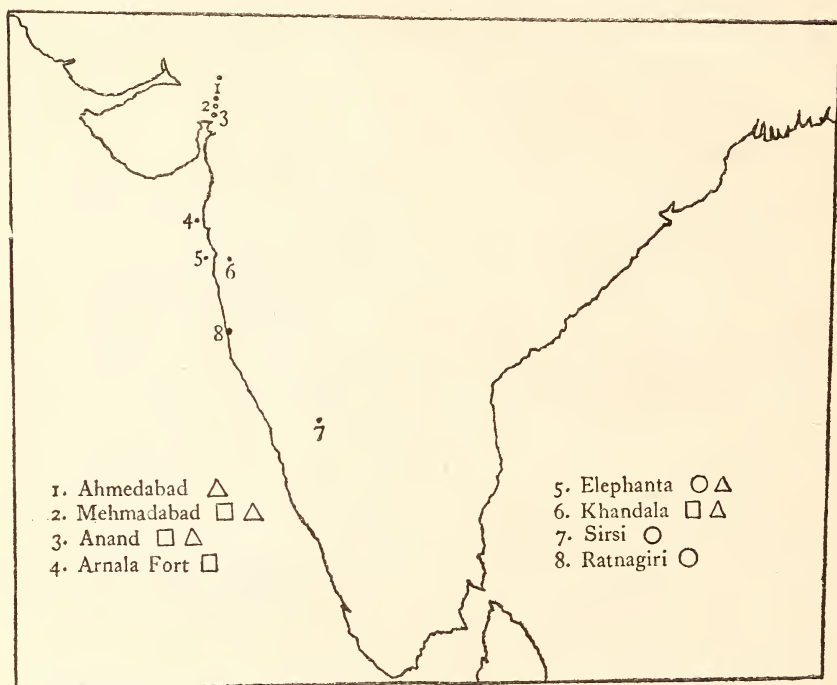 1
2
3
4
5
6
8
7
1. Ahmedabad △
2. Mehmadabad □ △
3. Anand □ △
4. Arnala Fort □
5. Elephanta ○ △
6. Khandala □ △
7. Sirsi ○
8. Ratnagiri ○